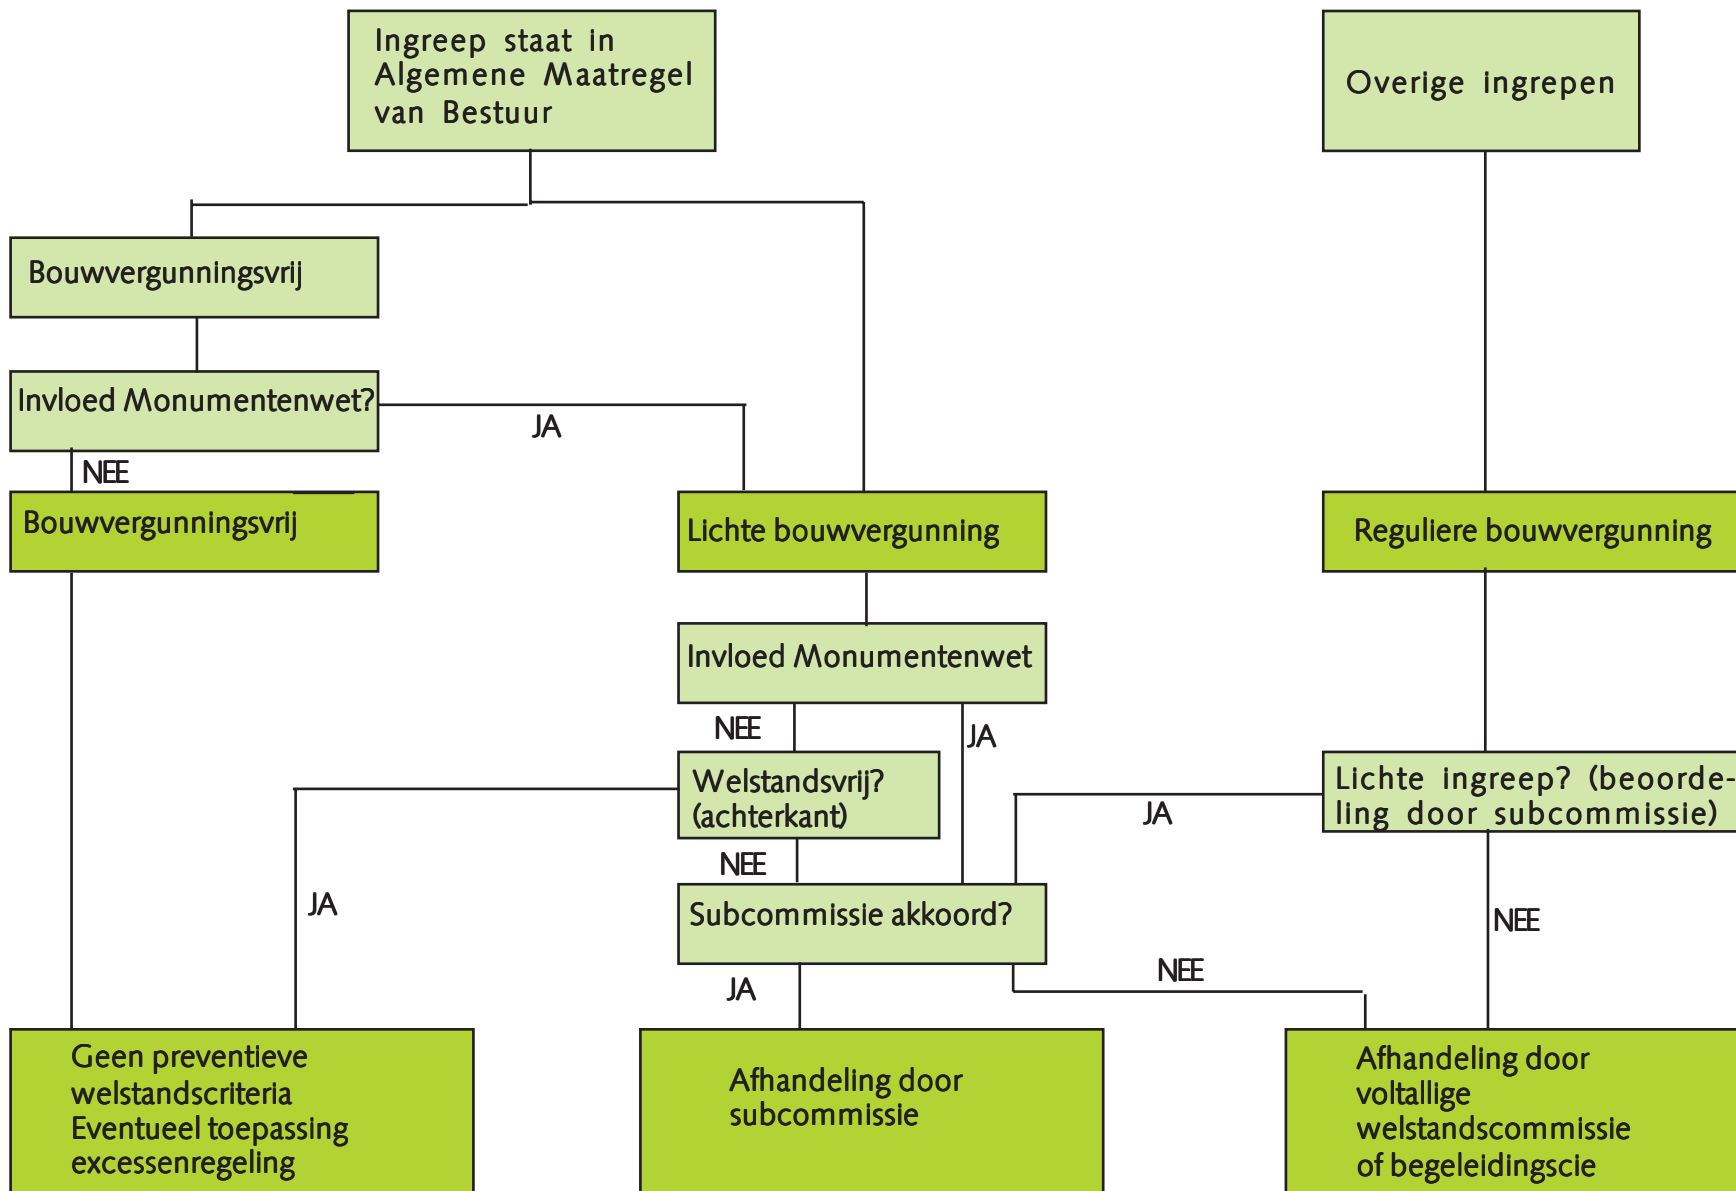 Ingreep staat in
Algemene Maatregel
van Bestuur
Overige ingrepen
Bouwvergunningsvrij
Invloed Monumentenwet?
JA
NEE
Bouwvergunningsvrij
Lichte bouwvergunning
Reguliere bouwvergunning
Invloed Monumentenwet
NEE
JA
Welstandsvrij?
(achterkant)
Lichte ingreep? (beoorde-
ling door subcommissie)
JA
NEE
JA
Subcommissie akkoord?
NEE
NEE
JA
Geen preventieve
welstandscriteria
Eventueel toepassing
excessenregeling
Afhandeling door
subcommissie
Afhandeling door
voltallige
welstandscommissie
of begeleidingscie